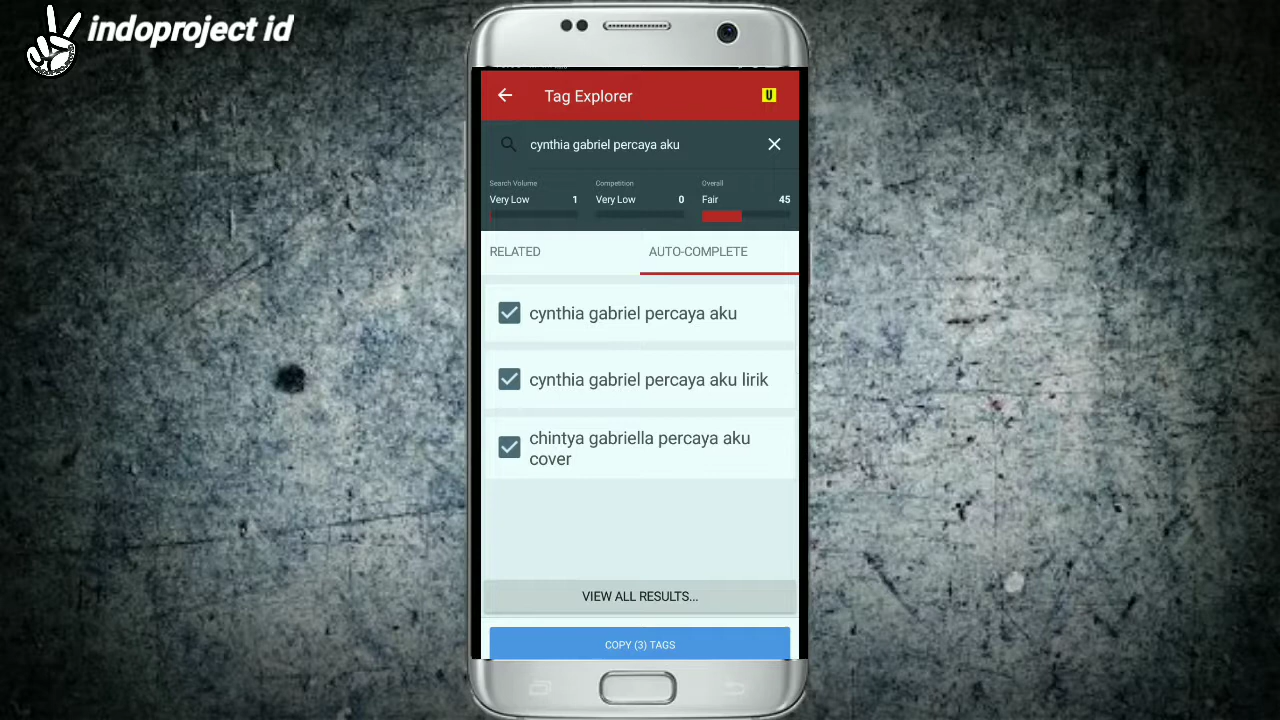 indoproject id
Tag Explorer
U
cynthia gabriel percaya aku
Search Volume
Competition
Overall
Very Low
1
Very Low
0
Fair
45
RELATED
AUTO-COMPLETE
cynthia gabriel percaya aku
cynthia gabriel percaya aku lirik
chintya gabriella percaya aku
cover
VIEW ALL RESULTS...
COPY (3) TAGS